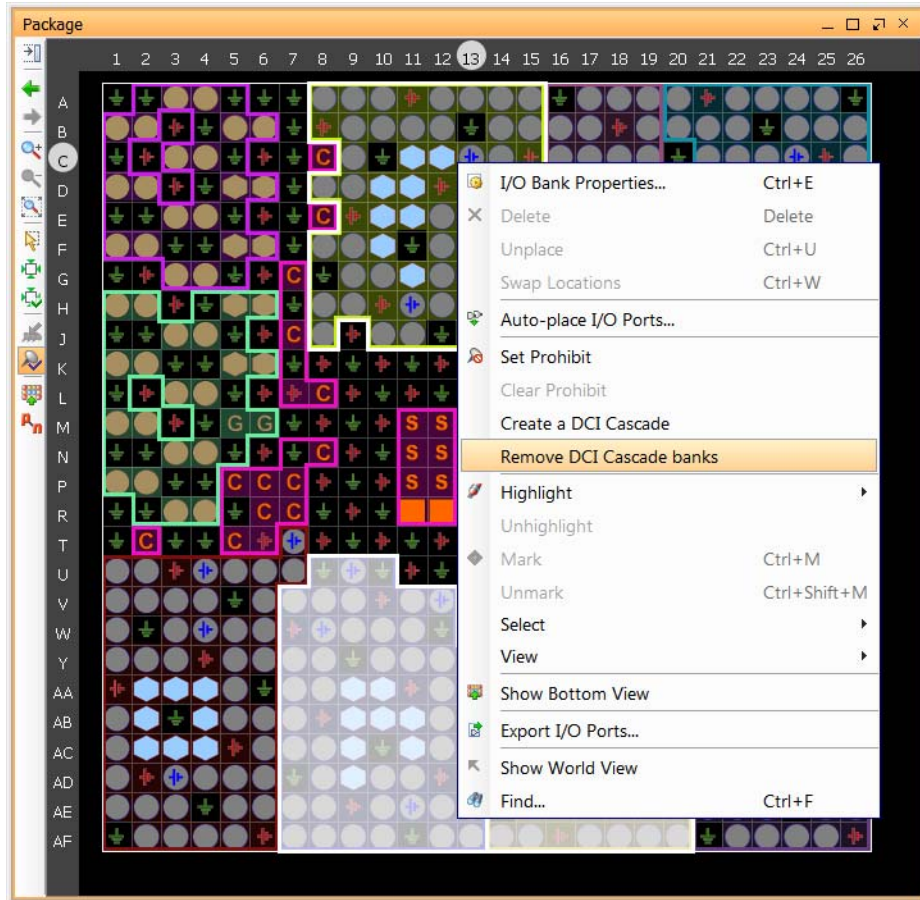 Package
1 2 3 4 5 6 7 8 9 10 11 12 13 14 15 16 17 18 19 20 21 22 23 24 25 26
A
B
C C
D
E C
F
G C
H
J C
K
L C
M G G S S
N C S S
P C C C S S
R C C
T C C
U
V
W
Y
AA
AB
AC
AD
AE
AF
I/O Bank Properties... Ctrl+E
Delete Delete
Unplace Ctrl+U
Swap Locations Ctrl+W
Auto-place I/O Ports...
Set Prohibit
Clear Prohibit
Create a DCI Cascade
Remove DCI Cascade banks
Highlight
Unhighlight
Mark Ctrl+M
Unmark Ctrl+Shift+M
Select
View
Show Bottom View
Export I/O Ports...
Show World View
Find... Ctrl+F